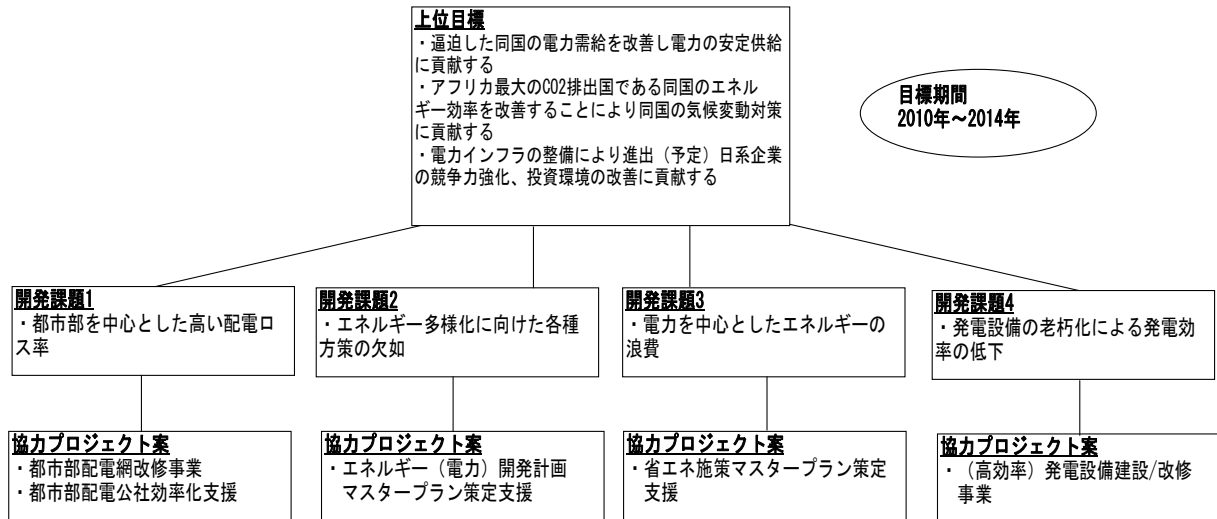 上位目標
・逼迫した同国の電力需給を改善し電力の安定供給
に貢献する
・アフリカ最大のCO2排出国である同国のエネル
ギー効率を改善することにより同国の気候変動対策
に貢献する
・電力インフラの整備により進出（予定）日系企業
の競争力強化、投資環境の改善に貢献する
目標期間
2010年～2014年
開発課題1
・都市部を中心とした高い配電ロ
ス率
開発課題2
・エネルギー多様化に向けた各種
方策の欠如
開発課題3
・電力を中心としたエネルギーの
浪費
開発課題4
・発電設備の老朽化による発電効
率の低下
協力プロジェクト案
・都市部配電網改修事業
・都市部配電公社効率化支援
協力プロジェクト案
・エネルギー（電力）開発計画
マスタープラン策定支援
協力プロジェクト案
・省エネ施策マスタープラン策定
支援
協力プロジェクト案
・（高効率）発電設備建設/改修
事業